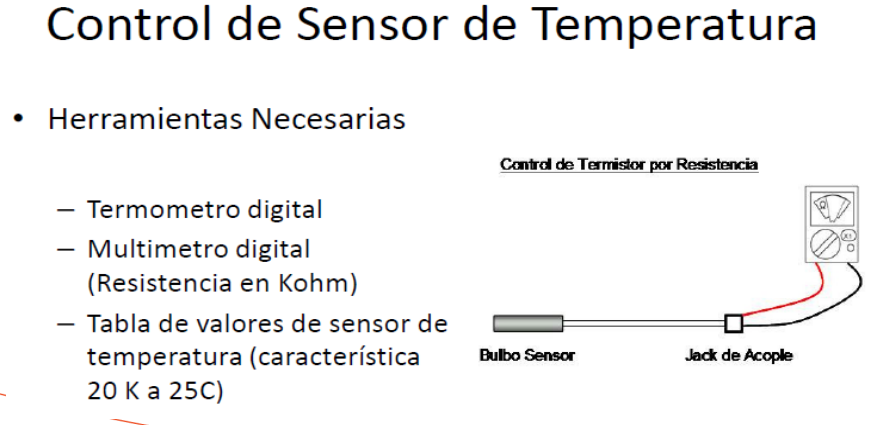 Control de Sensor de Temperatura
• Herramientas Necesarias
– Termometro digital
– Multimetro digital
(Resistencia en Kohm)
– Tabla de valores de sensor de
temperatura (característica
20 K a 25C)
Control de Termistor por Resistencia
Ω
X1
Bulbo Sensor
Jack de Acople